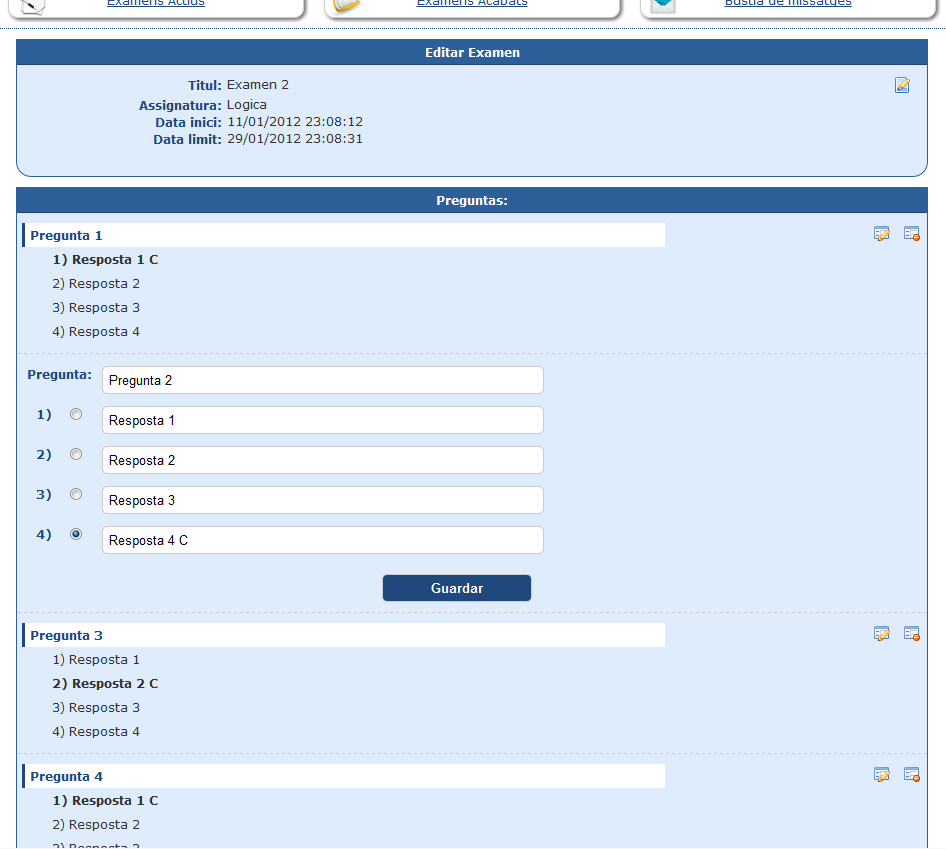 Examens Actius
Examens Acabats
Bustia de missatges
Editar Examen
Titul: Examen 2
Assignatura: Logica
Data inici: 11/01/2012 23:08:12
Data limit: 29/01/2012 23:08:31
Preguntas:
Pregunta 1
1) Resposta 1 C
2) Resposta 2
3) Resposta 3
4) Resposta 4
Pregunta: Pregunta 2
1) Resposta 1
2) Resposta 2
3) Resposta 3
4) Resposta 4 C
Guardar
Pregunta 3
1) Resposta 1
2) Resposta 2 C
3) Resposta 3
4) Resposta 4
Pregunta 4
1) Resposta 1 C
2) Resposta 2